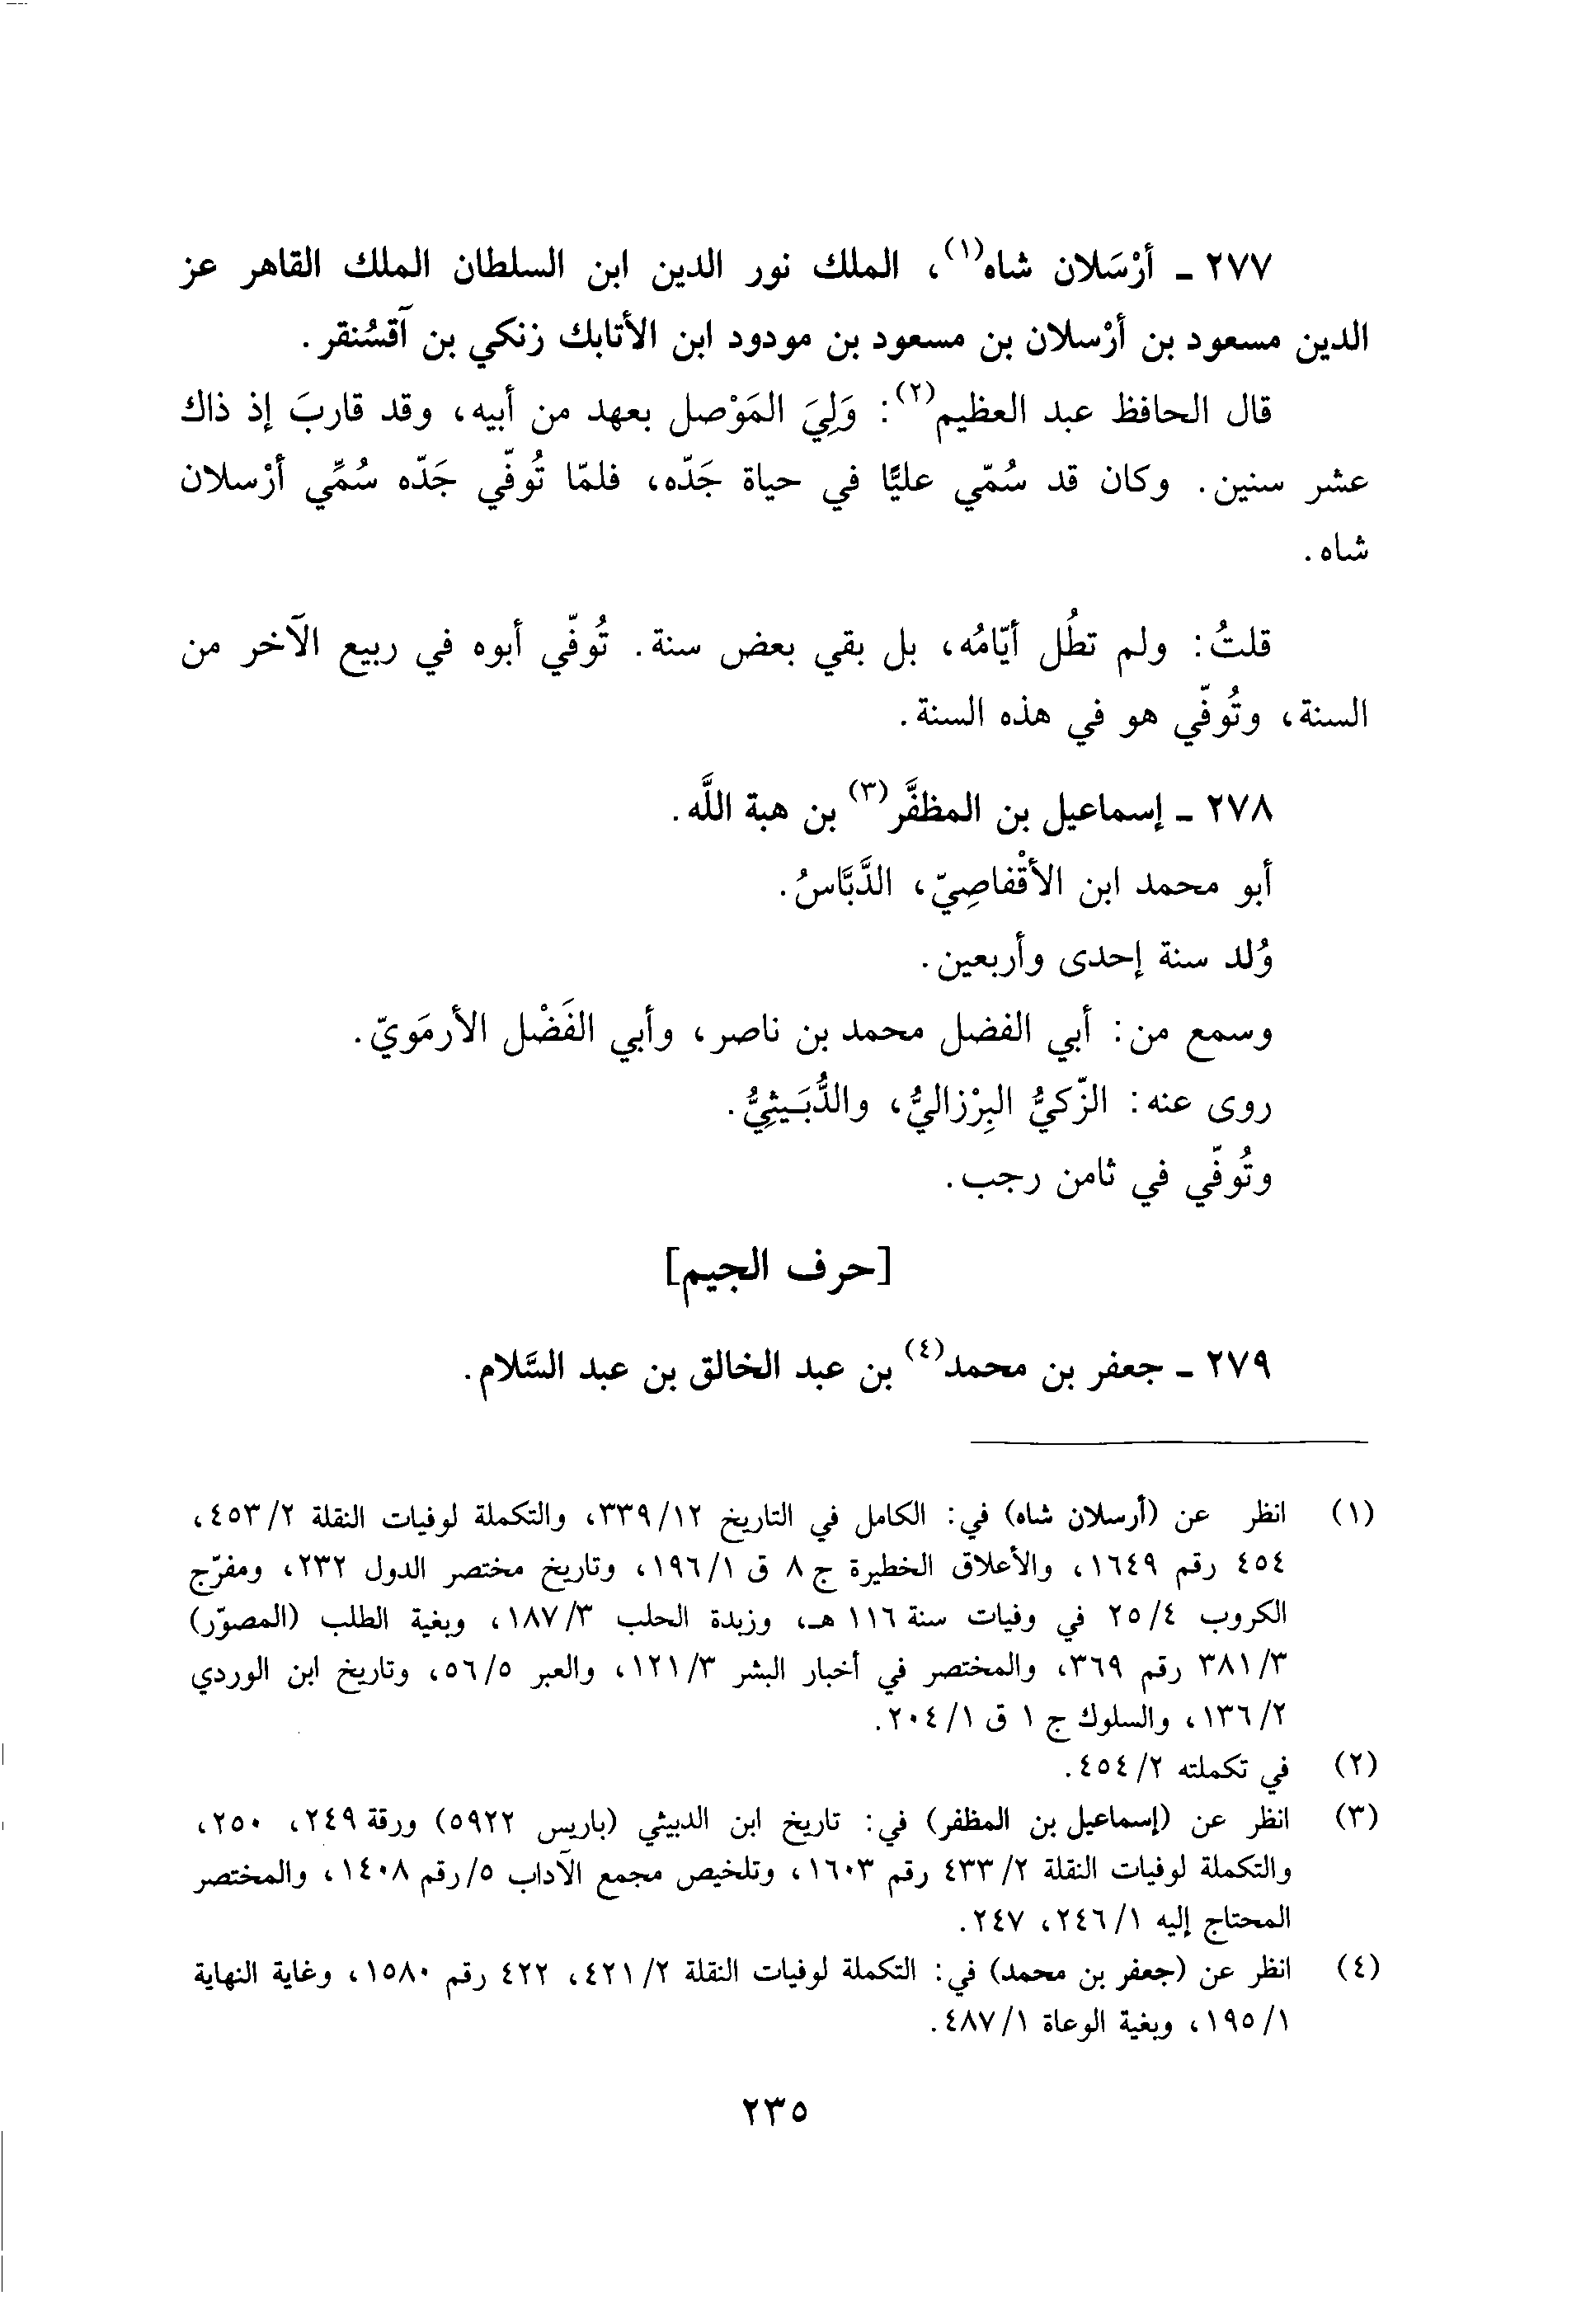 ٢٧٧ ـ أرْسَلان شاه(١)، الملك نور الدين ابن السلطان الملك القاهر عز
الدين مسعود بن أرْسلان بن مسعود بن مودود ابن الأتابك زنكي بن آقسُنقر.
قال الحافظ عبد العظيم(٢): وَلِيَ المَوْصل بعهد من أبيه، وقد قاربَ إذ ذاك
عشر سنين. وكان قد سُمّي عليًّا في حياة جَدّه، فلمّا تُوفّي جَدّه سُمِّي أرْسلان
شاه.
قلتُ: ولم تطُل أيّامُه، بل بقي بعض سنة. تُوفّي أبوه في ربيع الآخر من
السنة، وتُوفّي هو في هذه السنة.
٢٧٨ ـ إسماعيل بن المظفَّر(٣) بن هبة اللَّه.
أبو محمد ابن الأقْفاصِيّ، الدَّبَّاسُ.
وُلد سنة إحدى وأربعين.
وسمع من: أبي الفضل محمد بن ناصر، وأبي الفَضْل الأرمَويّ.
روى عنه: الزّكيُّ البِرْزاليُّ، والدُّبَيثِيُّ.
وتُوفّي في ثامن رجب.
[حرف الجيم]
٢٧٩ ـ جعفر بن محمد(٤) بن عبد الخالق بن عبد السَّلام.
(١) انظر عن (أرسلان شاه) في: الكامل في التاريخ ٣٣٩/١٢، والتكملة لوفيات النقلة ٤٥٣/٢،
٤٥٤ رقم ١٦٤٩، والأعلاق الخطيرة ج ٨ ق ١٩٦/١، وتاريخ مختصر الدول ٢٣٢، ومفرّج
الكروب ٢٥/٤ في وفيات سنة ١١٦ هـ، وزبدة الحلب ١٨٧/٣، وبغية الطلب (المصوّر)
٣٨١/٣ رقم ٣٦٩، والمختصر في أخبار البشر ١٢١/٣، والعبر ٥٦/٥، وتاريخ ابن الوردي
١٣٦/٢، والسلوك ج ١ ق ٢٠٤/١.
(٢) في تكملته ٤٥٤/٢.
(٣) انظر عن (إسماعيل بن المظفر) في: تاريخ ابن الدبيثي (باريس ٥٩٢٢) ورقة ٢٤٩، ٢٥٠،
والتكملة لوفيات النقلة ٤٣٣/٢ رقم ١٦٠٣، وتلخيص مجمع الآداب ٥/رقم ١٤٠٨، والمختصر
المحتاج إليه ٢٤٦/١، ٢٤٧.
(٤) انظر عن (جعفر بن محمد) في: التكملة لوفيات النقلة ٤٢١/٢، ٤٢٢ رقم ١٥٨٠، وغاية النهاية
١٩٥/١، وبغية الوعاة ٤٨٧/١.
٢٣٥